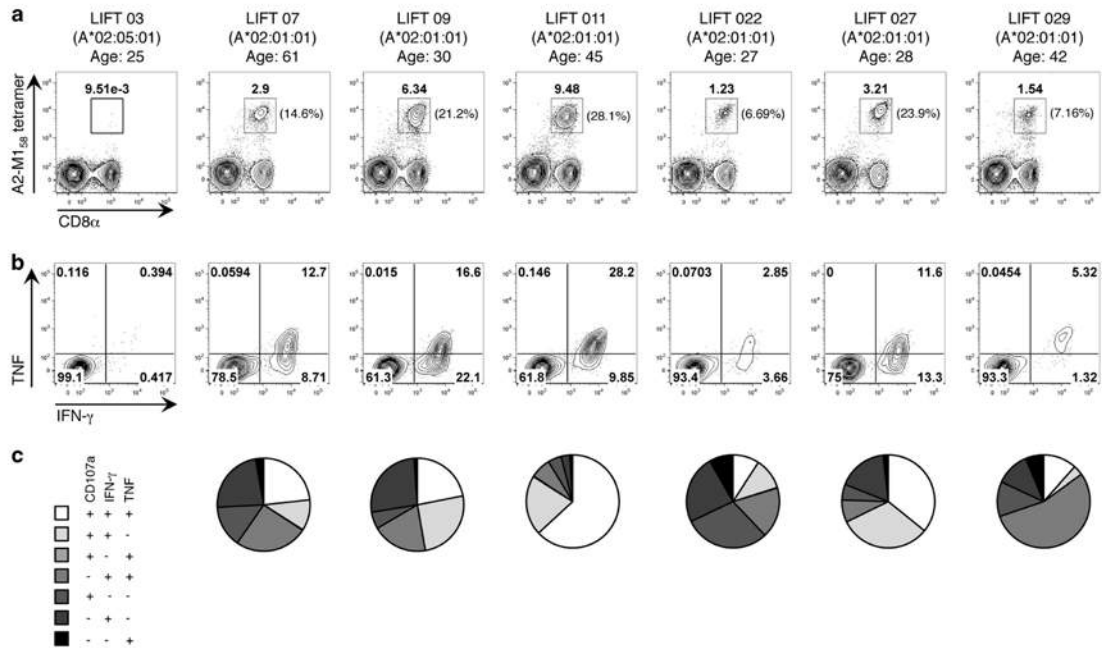 a
LIFT 03 LIFT 07 LIFT 09 LIFT 011 LIFT 022 LIFT 027 LIFT 029
(A*02:05:01) (A*02:01:01) (A*02:01:01) (A*02:01:01) (A*02:01:01) (A*02:01:01) (A*02:01:01)
Age: 25 Age: 61 Age: 30 Age: 45 Age: 27 Age: 28 Age: 42
A2-M1₅₈ tetramer
9.51e-3 2.9 6.34 9.48 1.23 3.21 1.54
(14.6%) (21.2%) (28.1%) (6.69%) (23.9%) (7.16%)
CD8α
b
TNF
0.116 0.394 0.0594 12.7 0.015 16.6 0.146 28.2 0.0703 2.85 0 11.6 0.0454 5.32
99.1 0.417 78.5 8.71 61.3 22.1 61.8 9.85 93.4 3.66 75 13.3 93.3 1.32
IFN-γ
c
CD107a IFN-γ TNF
+ + +
+ + -
+ - +
- + +
+ - -
- + -
- - +